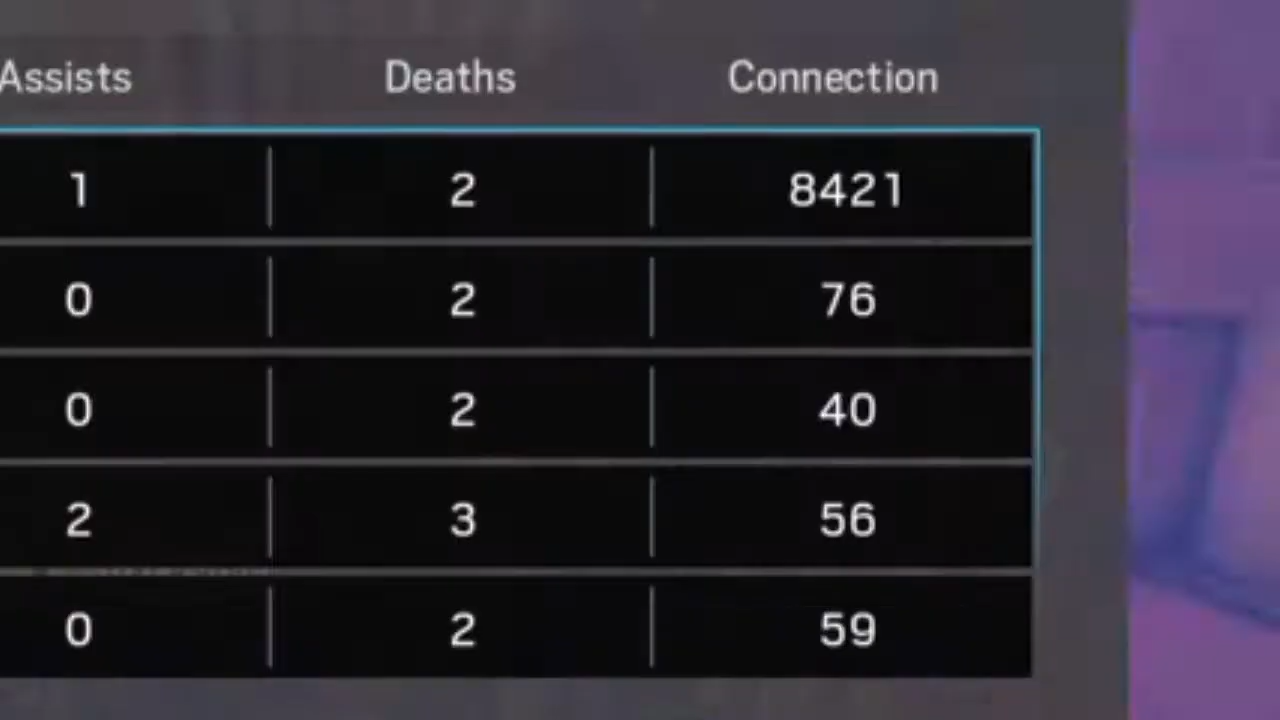 Assists Deaths Connection
1 2 8421
0 2 76
0 2 40
2 3 56
0 2 59